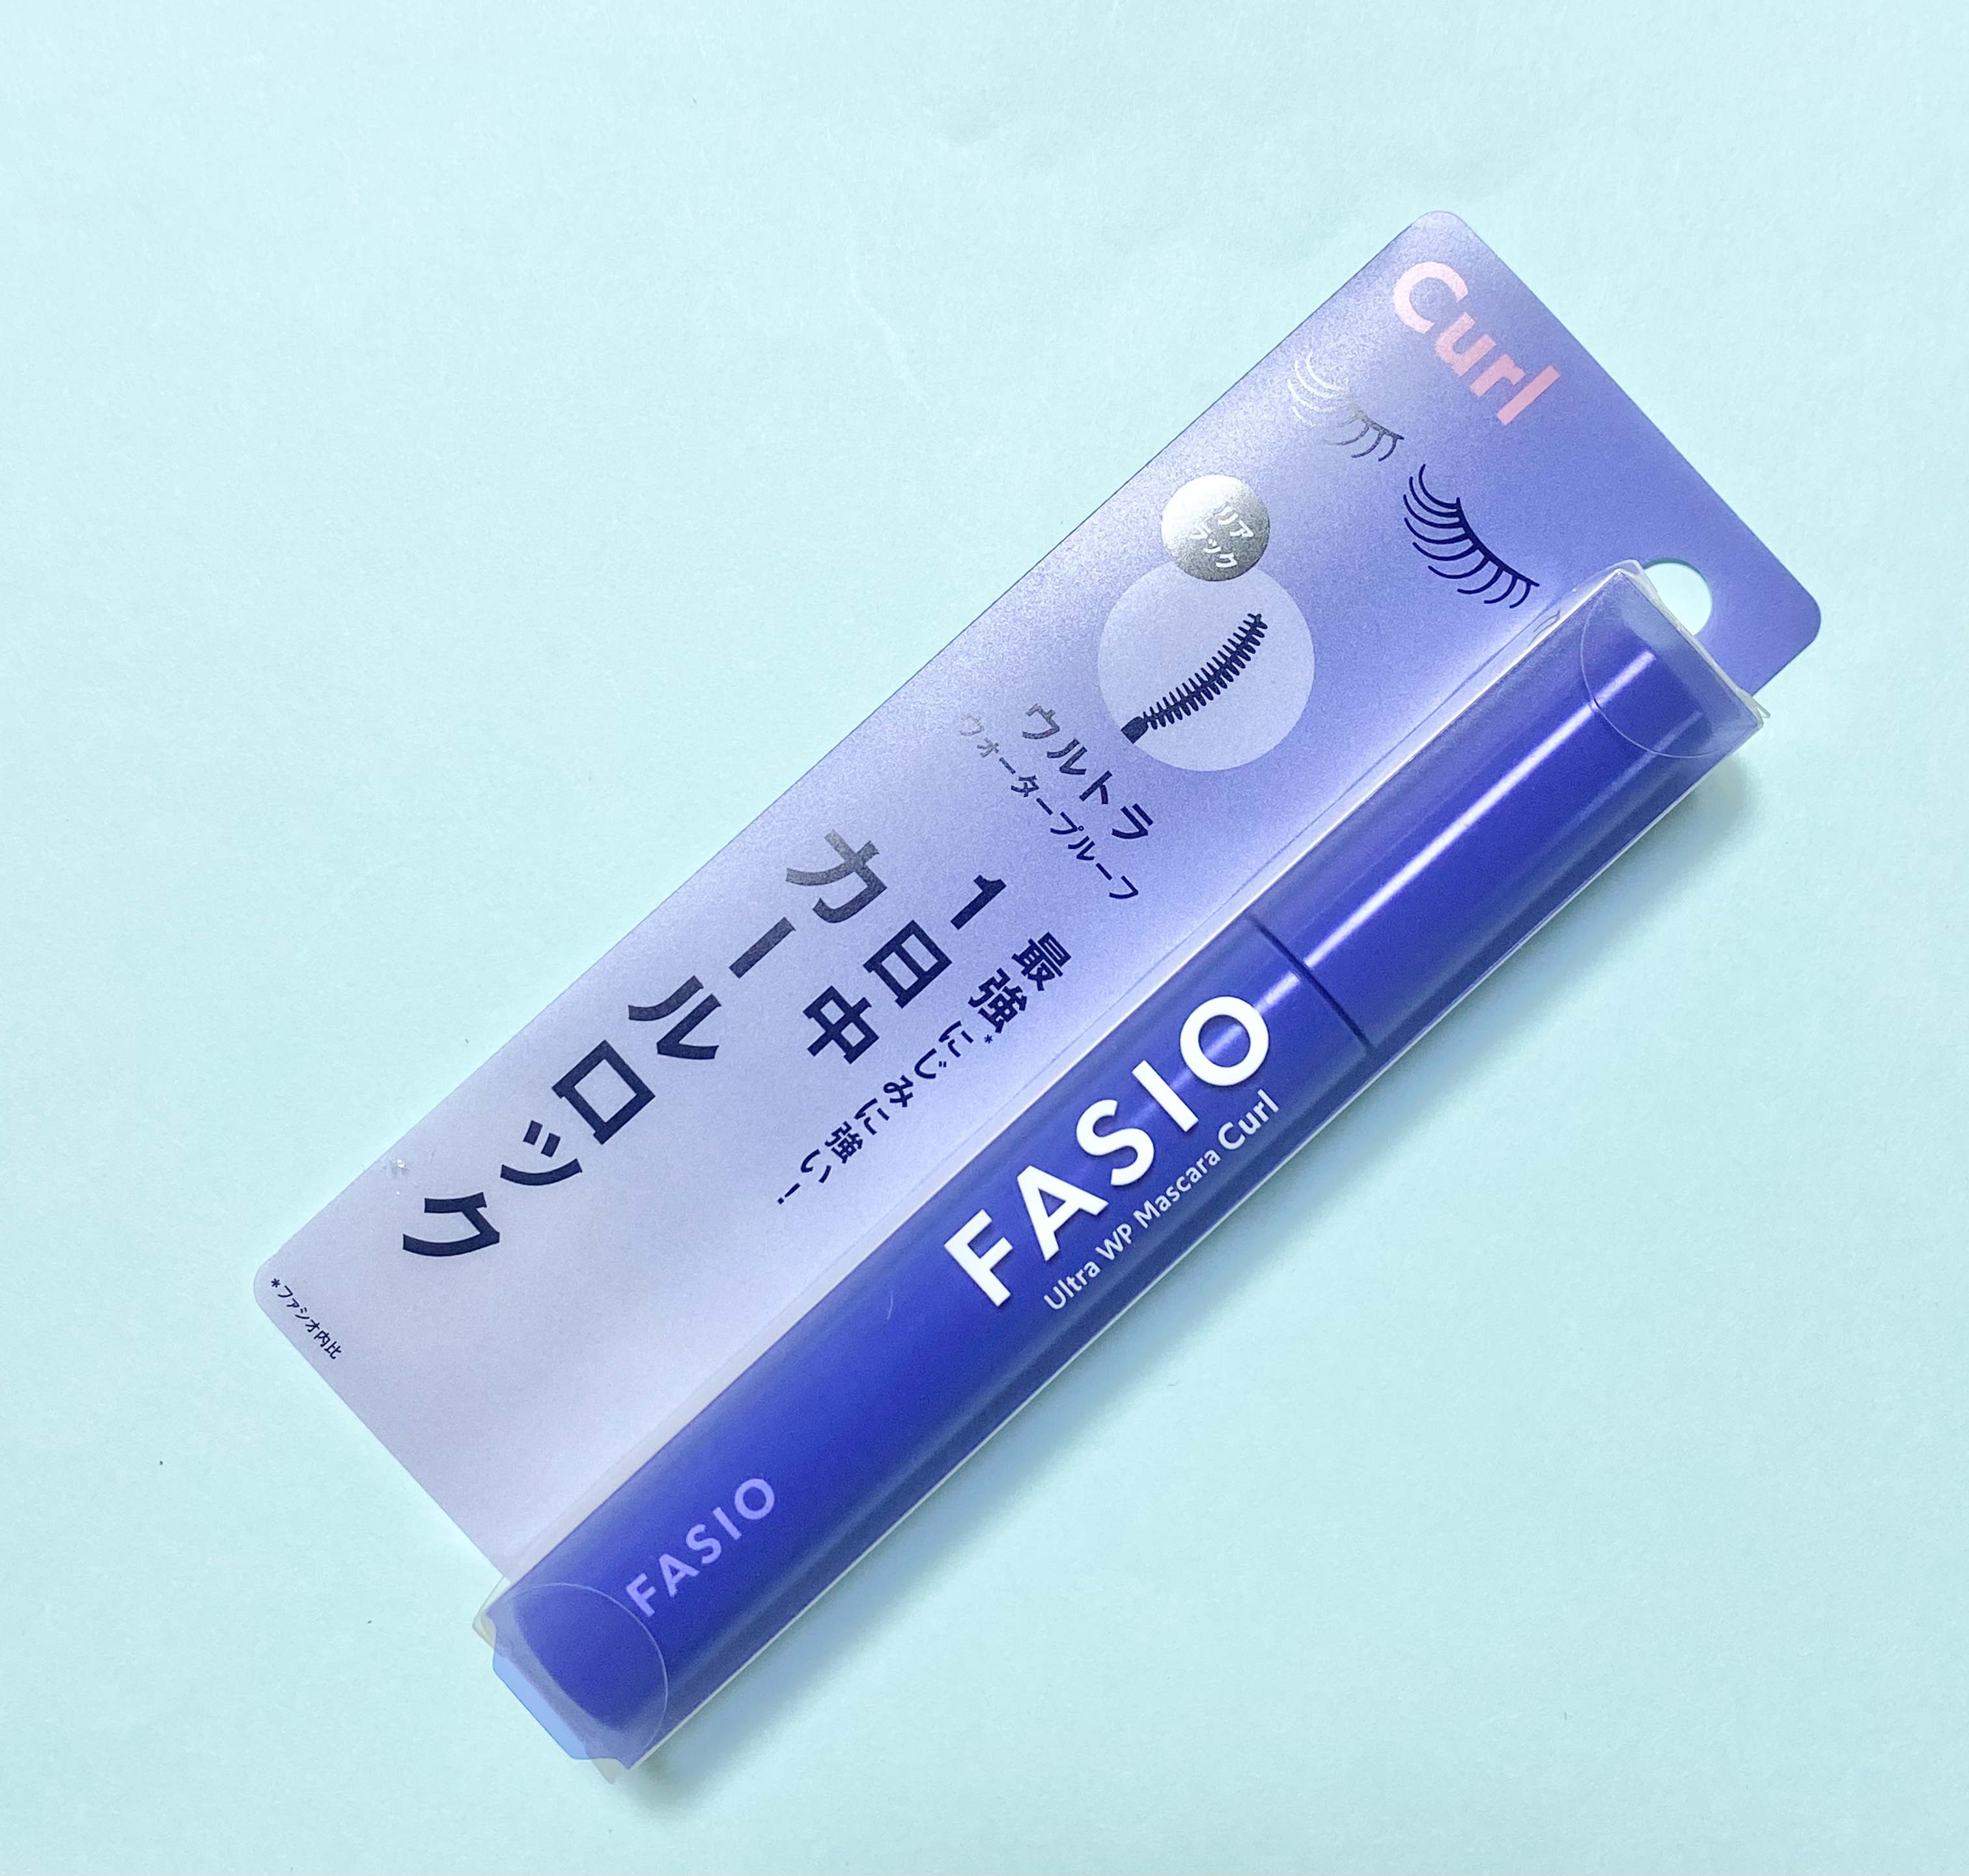 Curl
リア
ラック
ウルトラ
ウォータープルーフ
最強*にじみに強い!
1日中
カールロック
*ファシオ内比
FASIO
Ultra WP Mascara Curl
FASIO